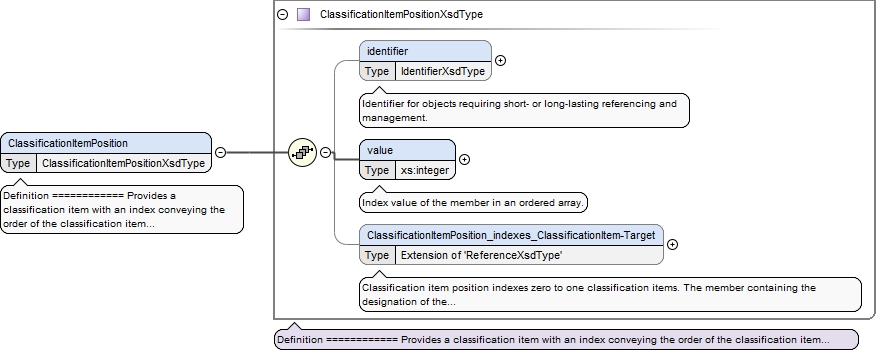 ClassificationItemPositionXsdType
identifier
Type IdentifierXsdType
Identifier for objects requiring short- or long-lasting referencing and
management.
ClassificationItemPosition
Type ClassificationItemPositionXsdType
Definition ============ Provides a
classification item with an index conveying the
order of the classification item...
value
Type xs:integer
Index value of the member in an ordered array.
ClassificationItemPosition_indexes_ClassificationItem-Target
Type Extension of 'ReferenceXsdType'
Classification item position indexes zero to one classification items. The member containing the
designation of the...
Definition ============ Provides a classification item with an index conveying the order of the classification item...